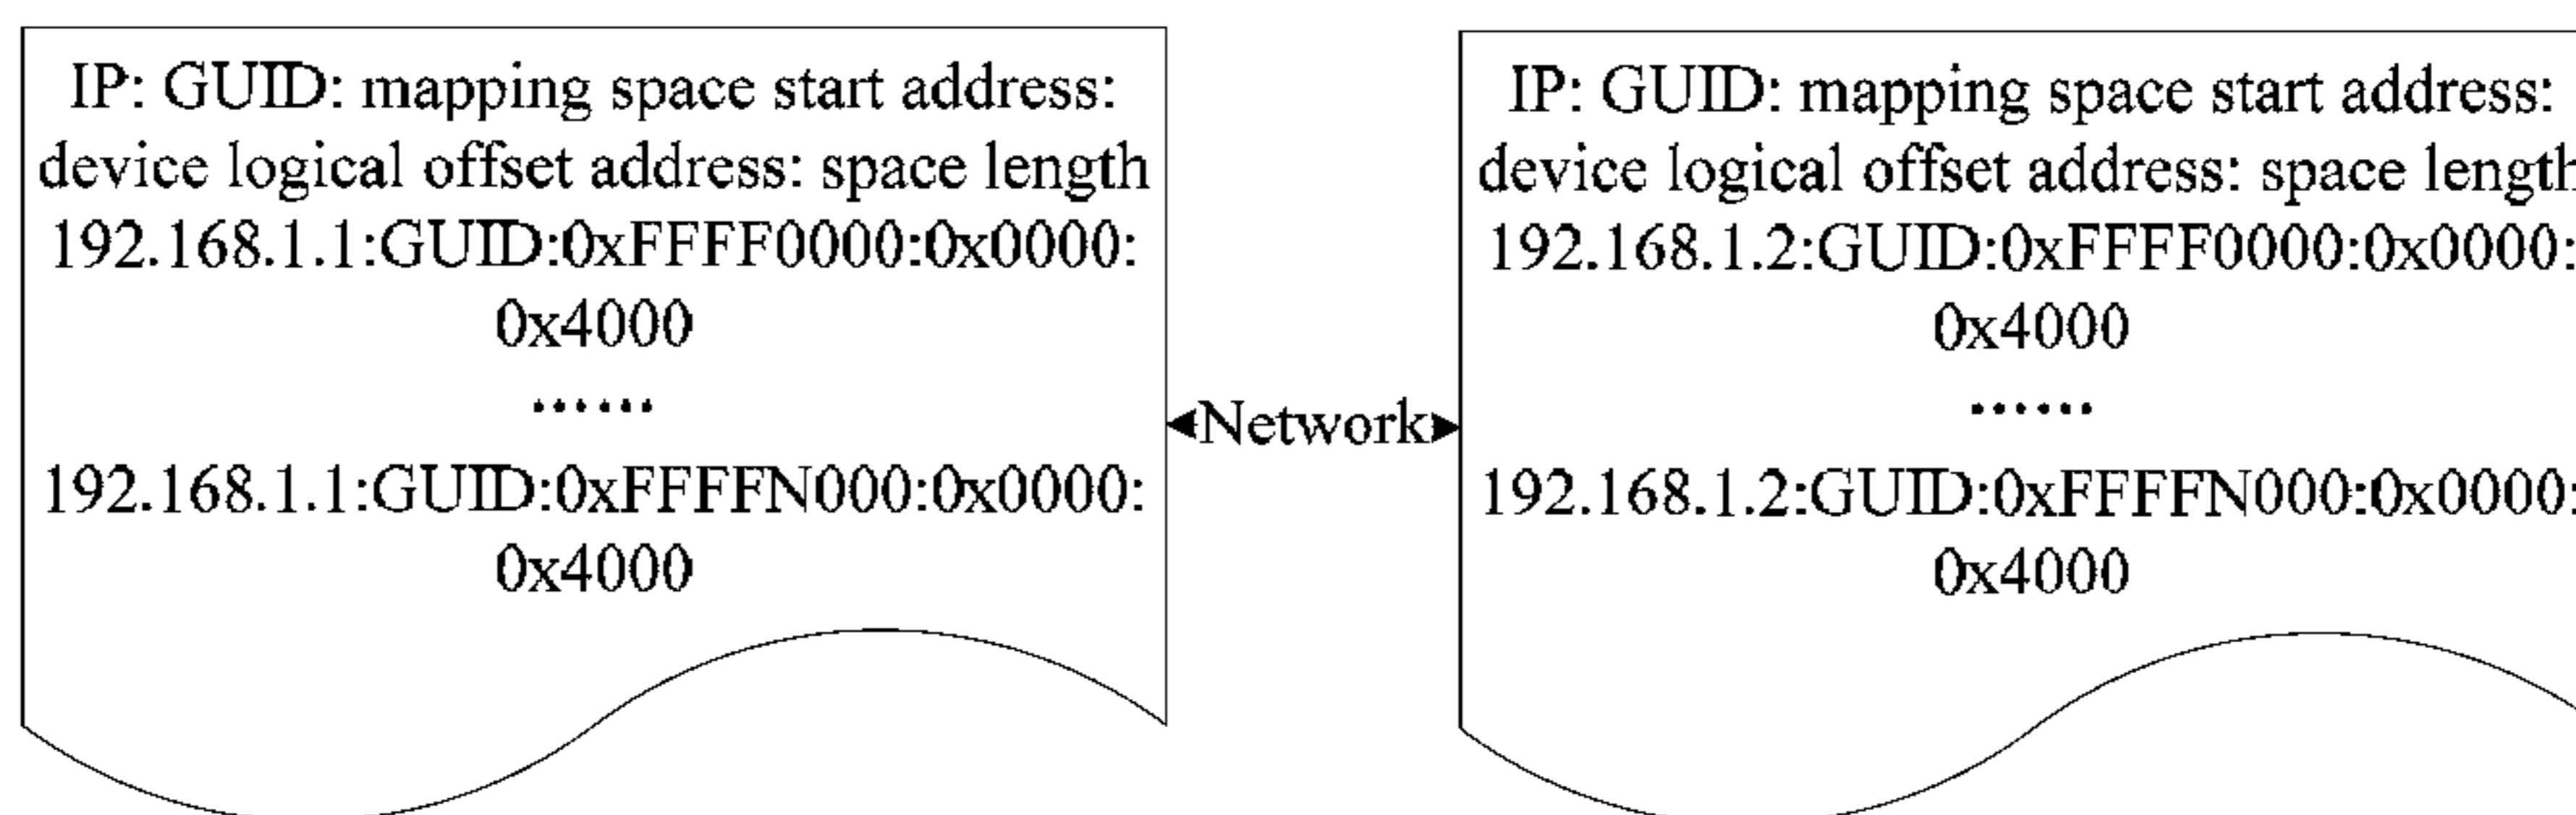 IP: GUID: mapping space start address:
device logical offset address: space length
192.168.1.1:GUID:0xFFFF0000:0x0000:
0x4000
......
192.168.1.1:GUID:0xFFFFN000:0x0000:
0x4000
◄Network►
IP: GUID: mapping space start address:
device logical offset address: space length
192.168.1.2:GUID:0xFFFF0000:0x0000:
0x4000
......
192.168.1.2:GUID:0xFFFFN000:0x0000:
0x4000